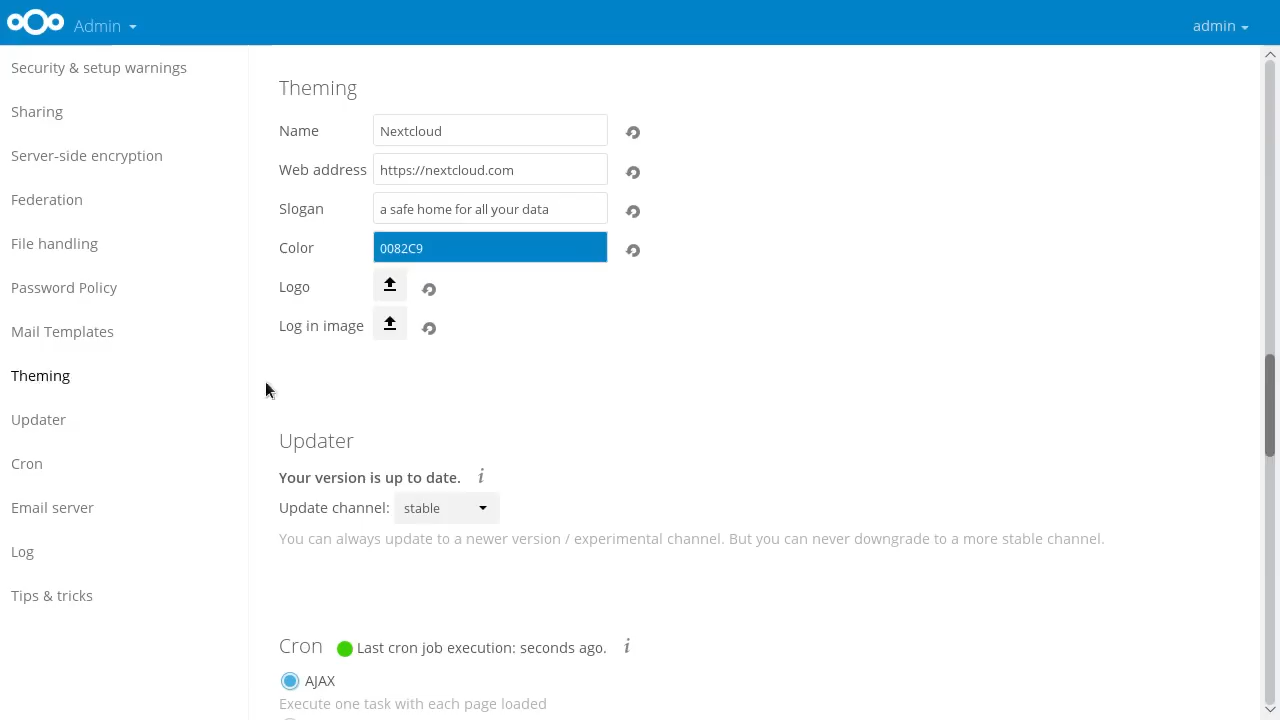 Admin
admin
Security & setup warnings
Sharing
Server-side encryption
Federation
File handling
Password Policy
Mail Templates
Theming
Updater
Cron
Email server
Log
Tips & tricks
Theming
Name Nextcloud
Web address https://nextcloud.com
Slogan a safe home for all your data
Color 0082C9
Logo
Log in image
Updater
Your version is up to date. i
Update channel: stable
You can always update to a newer version / experimental channel. But you can never downgrade to a more stable channel.
Cron Last cron job execution: seconds ago. i
AJAX
Execute one task with each page loaded